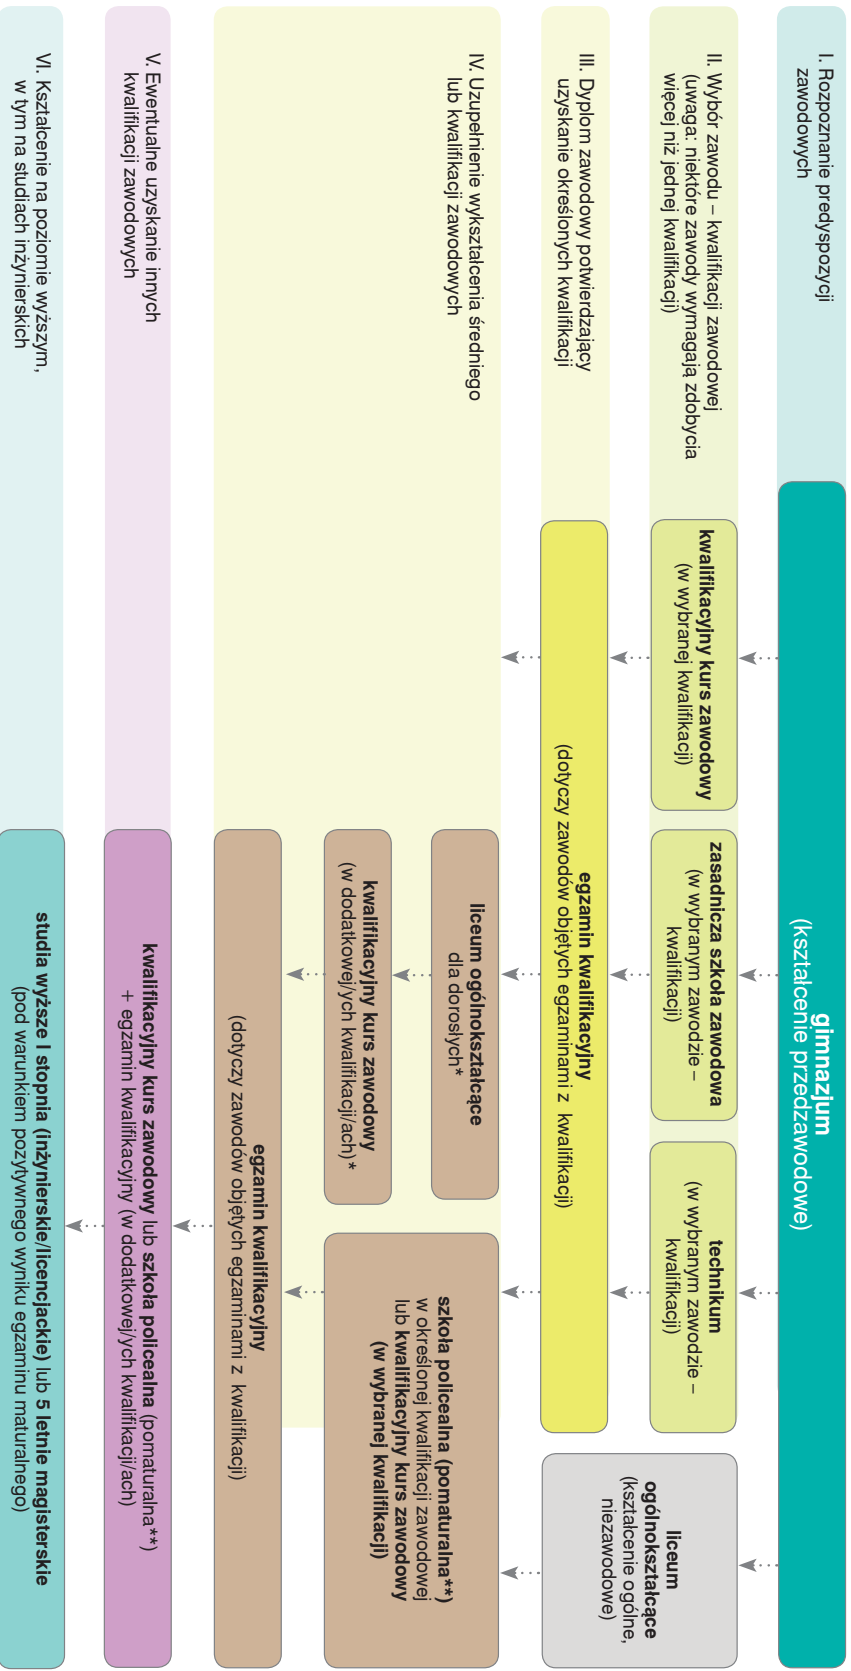 I. Rozpoznanie predyspozycji
zawodowych
gimnazjum
(kształcenie przedzawodowe)
II. Wybór zawodu – kwalifikacji zawodowej
(uwaga: niektóre zawody wymagają zdobycia
więcej niż jednej kwalifikacji)
kwalifikacyjny kurs zawodowy
(w wybranej kwalifikacji)
zasadnicza szkoła zawodowa
(w wybranym zawodzie –
kwalifikacji)
technikum
(w wybranym zawodzie –
kwalifikacji)
liceum
ogólnokształcące
(kształcenie ogólne,
niezawodowe)
III. Dyplom zawodowy potwierdzający
uzyskanie określonych kwalifikacji
egzamin kwalifikacyjny
(dotyczy zawodów objętych egzaminami z kwalifikacji)
IV. Uzupełnienie wykształcenia średniego
lub kwalifikacji zawodowych
liceum ogólnokształcące
dla dorosłych*
kwalifikacyjny kurs zawodowy
(w dodatkowej/ych kwalifikacji/ach)*
szkoła policealna (pomaturalna**)
w określonej kwalifikacji zawodowej
lub kwalifikacyjny kurs zawodowy
(w wybranej kwalifikacji)
egzamin kwalifikacyjny
(dotyczy zawodów objętych egzaminami z kwalifikacji)
V. Ewentualne uzyskanie innych
kwalifikacji zawodowych
kwalifikacyjny kurs zawodowy lub szkoła policealna (pomaturalna**)
+ egzamin kwalifikacyjny (w dodatkowej/ych kwalifikacji/ach)
VI. Kształcenie na poziomie wyższym,
w tym na studiach inżynierskich
studia wyższe I stopnia (inżynierskie/licencjackie) lub 5 letnie magisterskie
(pod warunkiem pozytywnego wyniku egzaminu maturalnego)